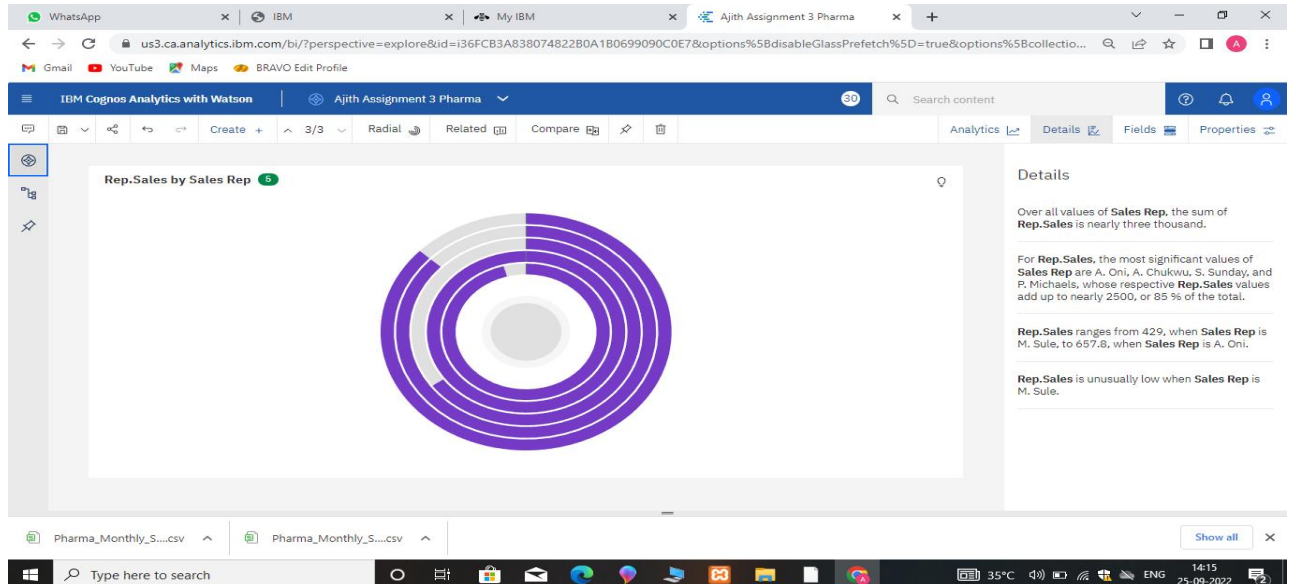 WhatsApp
IBM
My IBM
Ajith Assignment 3 Pharma
us3.ca.analytics.ibm.com/bi/?perspective=explore&id=i36FCB3A838074822B0A1B0699090C0E7&options%5BdisableGlassPrefetch%5D=true&options%5Bcollectio...
A
Gmail
YouTube
Maps
BRAVO Edit Profile
IBM Cognos Analytics with Watson
Ajith Assignment 3 Pharma
30
Search content
Create +
3/3
Radial
Related
Compare
Analytics
Details
Fields
Properties
Rep.Sales by Sales Rep 5
Details
Over all values of Sales Rep, the sum of
Rep.Sales is nearly three thousand.
For Rep.Sales, the most significant values of
Sales Rep are A. Oni, A. Chukwu, S. Sunday, and
P. Michaels, whose respective Rep.Sales values
add up to nearly 2500, or 85 % of the total.
Rep.Sales ranges from 429, when Sales Rep is
M. Sule, to 657.8, when Sales Rep is A. Oni.
Rep.Sales is unusually low when Sales Rep is
M. Sule.
Pharma_Monthly_S....csv
Pharma_Monthly_S....csv
Show all
Type here to search
35°C
ENG
14:15
25-09-2022
2